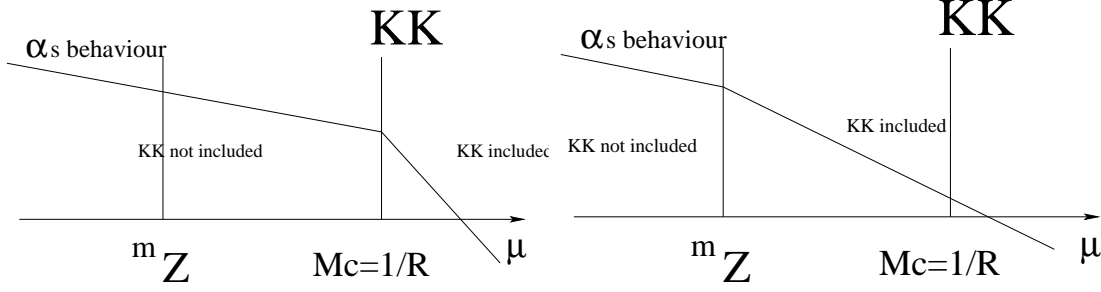 KK
αs behaviour
KK not included
KK included
mZ
Mc=1/R
μ
KK
αs behaviour
KK included
KK not included
mZ
Mc=1/R
μ